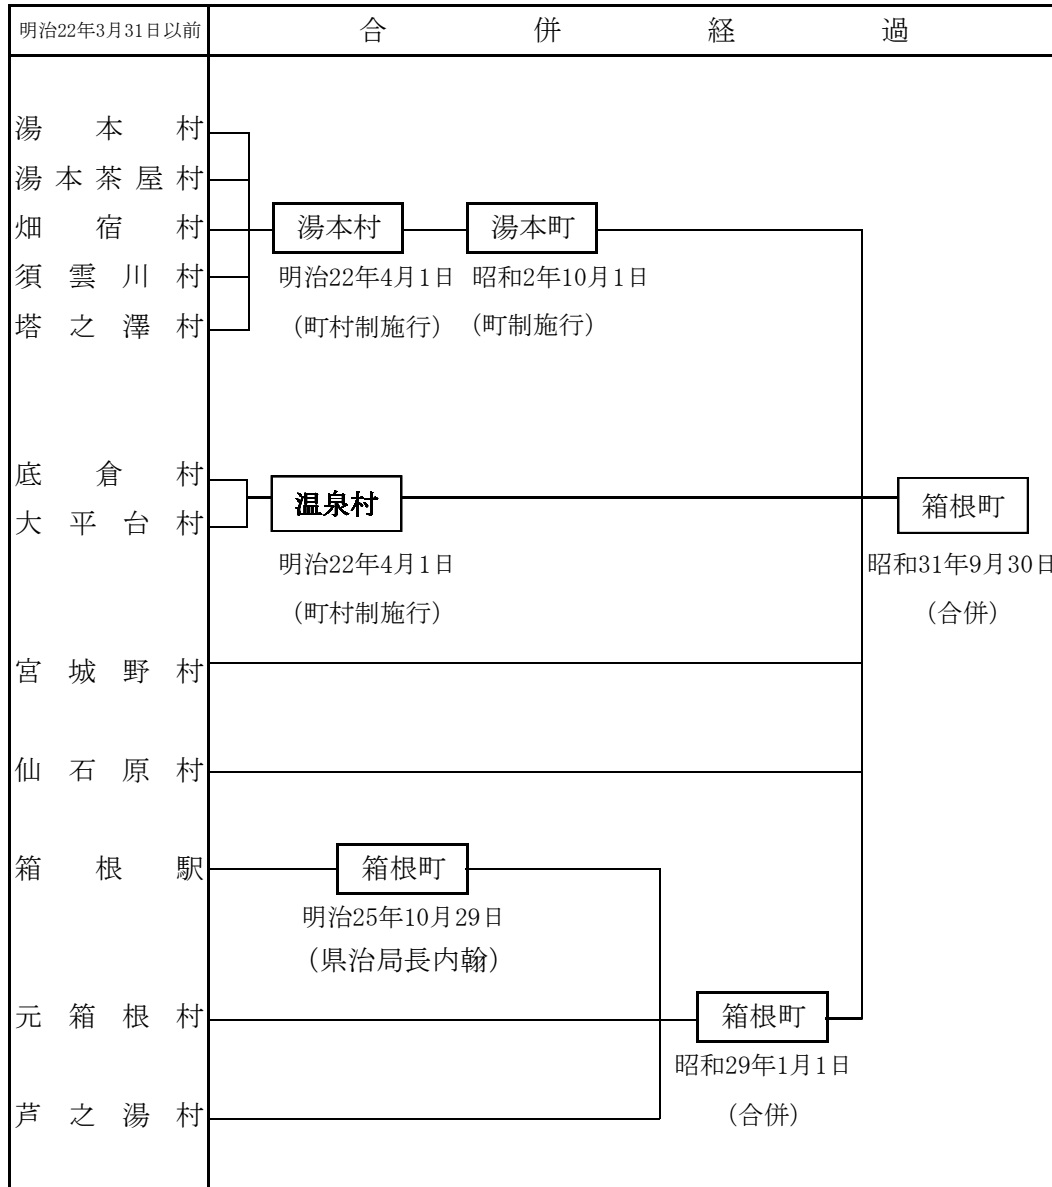 明治22年3月31日以前
合併経過
湯本村
湯本茶屋村
畑宿村
須雲川村
塔之澤村
湯本村
明治22年4月1日
(町村制施行)
湯本町
昭和2年10月1日
(町制施行)
底倉村
大平台村
温泉村
明治22年4月1日
(町村制施行)
箱根町
昭和31年9月30日
(合併)
宮城野村
仙石原村
箱根駅
箱根町
明治25年10月29日
(県治局長内翰)
元箱根村
箱根町
昭和29年1月1日
(合併)
芦之湯村